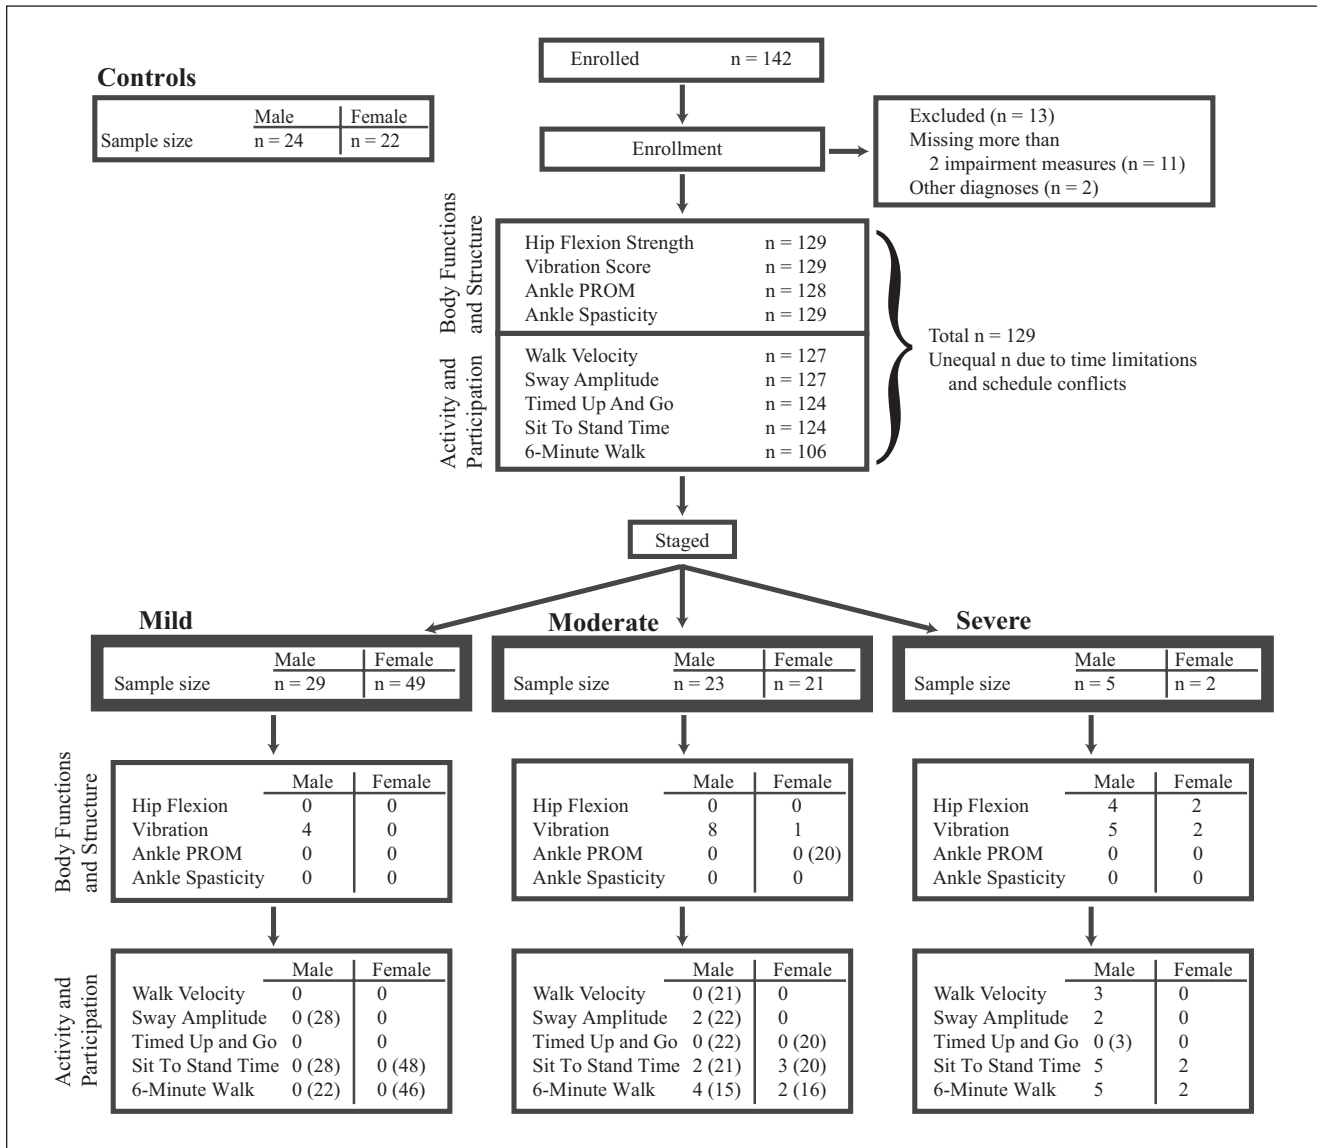 Controls
Male Female
Sample size n = 24 n = 22
Enrolled n = 142
Enrollment
Excluded (n = 13)
Missing more than
2 impairment measures (n = 11)
Other diagnoses (n = 2)
Body Functions
and Structure
Hip Flexion Strength n = 129
Vibration Score n = 129
Ankle PROM n = 128
Ankle Spasticity n = 129
Activity and
Participation
Walk Velocity n = 127
Sway Amplitude n = 127
Timed Up And Go n = 124
Sit To Stand Time n = 124
6-Minute Walk n = 106
Total n = 129
Unequal n due to time limitations
and schedule conflicts
Staged
Mild
Male Female
Sample size n = 29 n = 49
Moderate
Male Female
Sample size n = 23 n = 21
Severe
Male Female
Sample size n = 5 n = 2
Body Functions
and Structure
Male Female
Hip Flexion 0 0
Vibration 4 0
Ankle PROM 0 0
Ankle Spasticity 0 0
Male Female
Hip Flexion 0 0
Vibration 8 1
Ankle PROM 0 0 (20)
Ankle Spasticity 0 0
Male Female
Hip Flexion 4 2
Vibration 5 2
Ankle PROM 0 0
Ankle Spasticity 0 0
Activity and
Participation
Male Female
Walk Velocity 0 0
Sway Amplitude 0 (28) 0
Timed Up and Go 0 0
Sit To Stand Time 0 (28) 0 (48)
6-Minute Walk 0 (22) 0 (46)
Male Female
Walk Velocity 0 (21) 0
Sway Amplitude 2 (22) 0
Timed Up and Go 0 (22) 0 (20)
Sit To Stand Time 2 (21) 3 (20)
6-Minute Walk 4 (15) 2 (16)
Male Female
Walk Velocity 3 0
Sway Amplitude 2 0
Timed Up and Go 0 (3) 0
Sit To Stand Time 5 2
6-Minute Walk 5 2